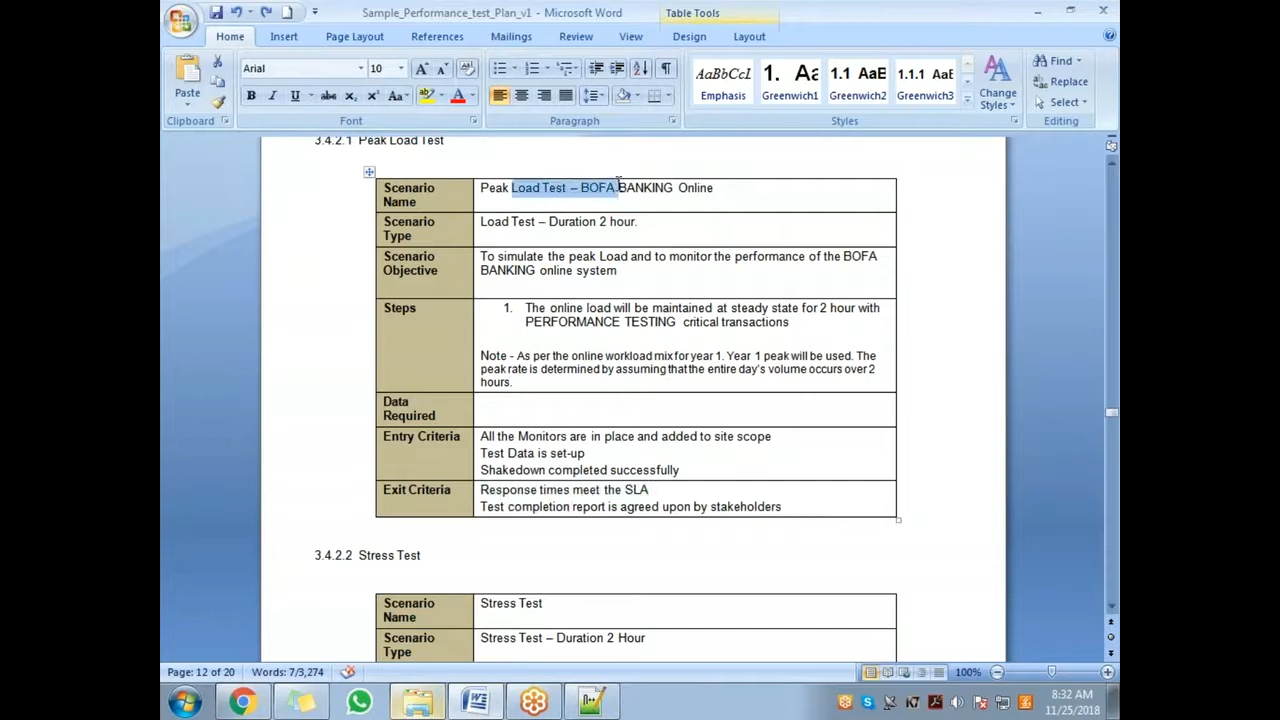 Sample_Performance_test_Plan_v1 - Microsoft Word
Table Tools
Home Insert Page Layout References Mailings Review View Design Layout
Paste
Clipboard
Arial 10
Font
Paragraph
AaBbCcI 1. Aa 1.1 AaB 1.1.1 AaF
Emphasis Greenwich1 Greenwich2 Greenwich3
Change Styles
Styles
Find
Replace
Select
Editing
3.4.2.1 Peak Load Test
Scenario Name
Peak Load Test – BOFA BANKING Online
Scenario Type
Load Test – Duration 2 hour.
Scenario Objective
To simulate the peak Load and to monitor the performance of the BOFA
BANKING online system
Steps
1. The online load will be maintained at steady state for 2 hour with
PERFORMANCE TESTING critical transactions
Note - As per the online workload mix for year 1. Year 1 peak will be used. The
peak rate is determined by assuming that the entire day's volume occurs over 2
hours.
Data Required
Entry Criteria
All the Monitors are in place and added to site scope
Test Data is set-up
Shakedown completed successfully
Exit Criteria
Response times meet the SLA
Test completion report is agreed upon by stakeholders
3.4.2.2 Stress Test
Scenario Name
Stress Test
Scenario Type
Stress Test – Duration 2 Hour
Page: 12 of 20 Words: 7/3,274 100%
8:32 AM
11/25/2018